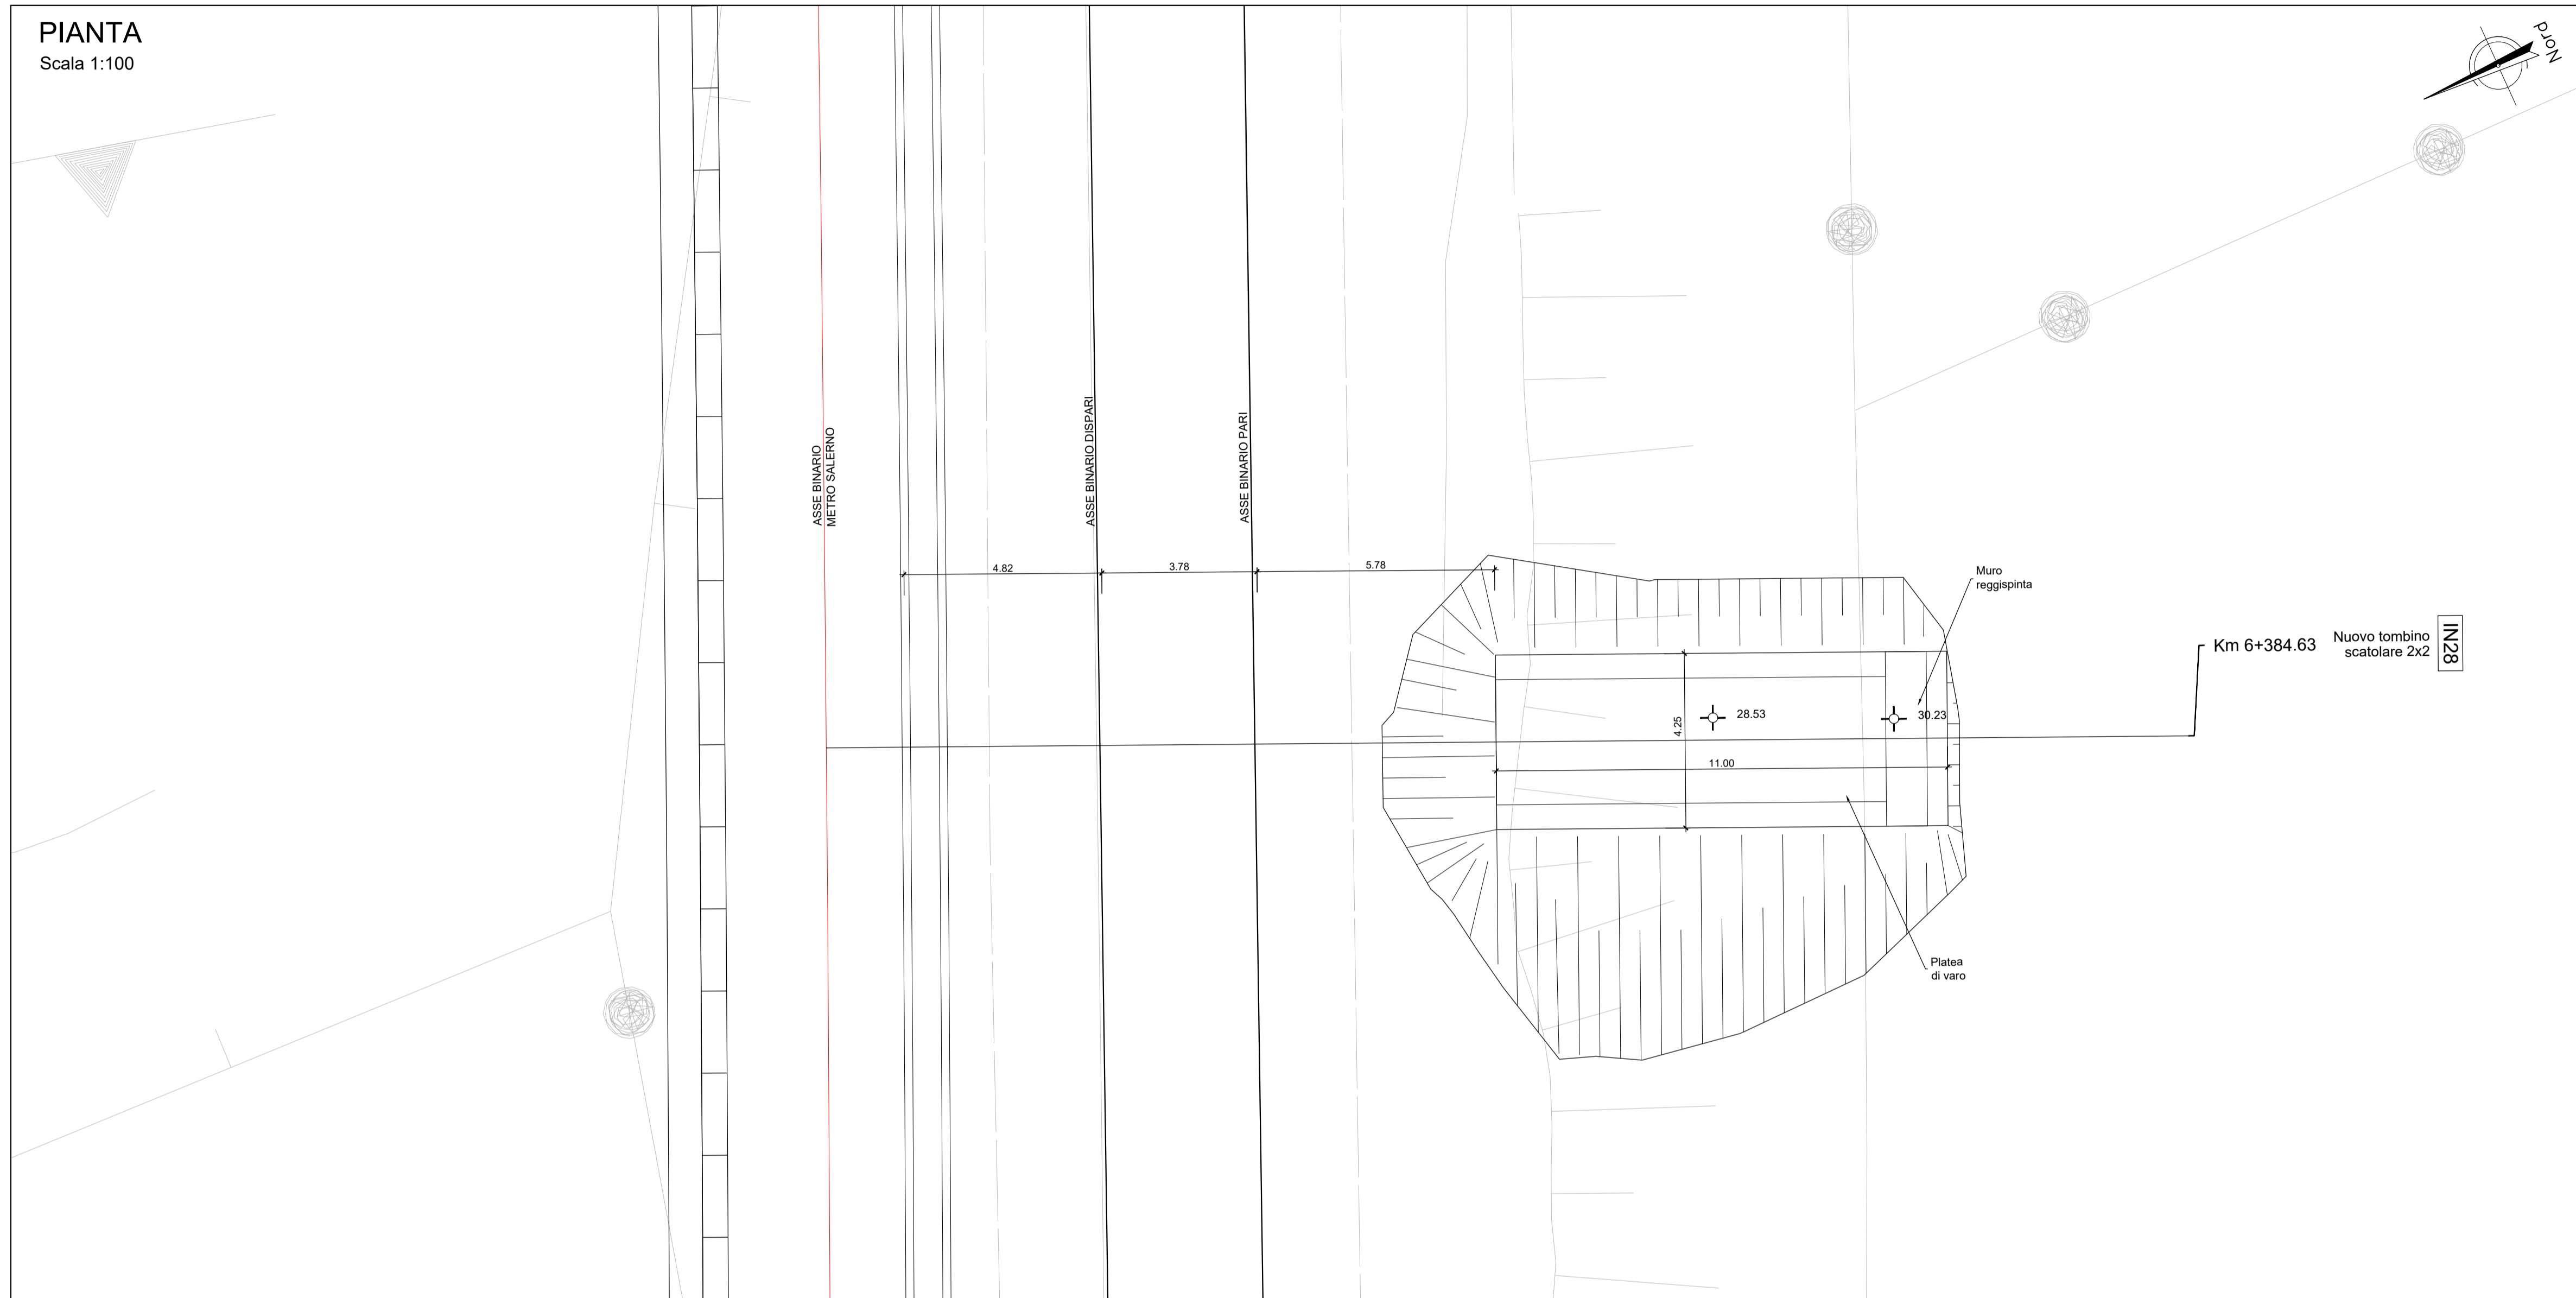 PIANTA
Scala 1:100
Nord
ASSE BINARIO
METRO SALERNO
ASSE BINARIO DISPARI
ASSE BINARIO PARI
4.82
3.78
5.78
Muro
reggispinta
Km 6+384.63
Nuovo tombino
scatolare 2x2
IN28
28.53
30.23
4.25
11.00
Platea
di varo